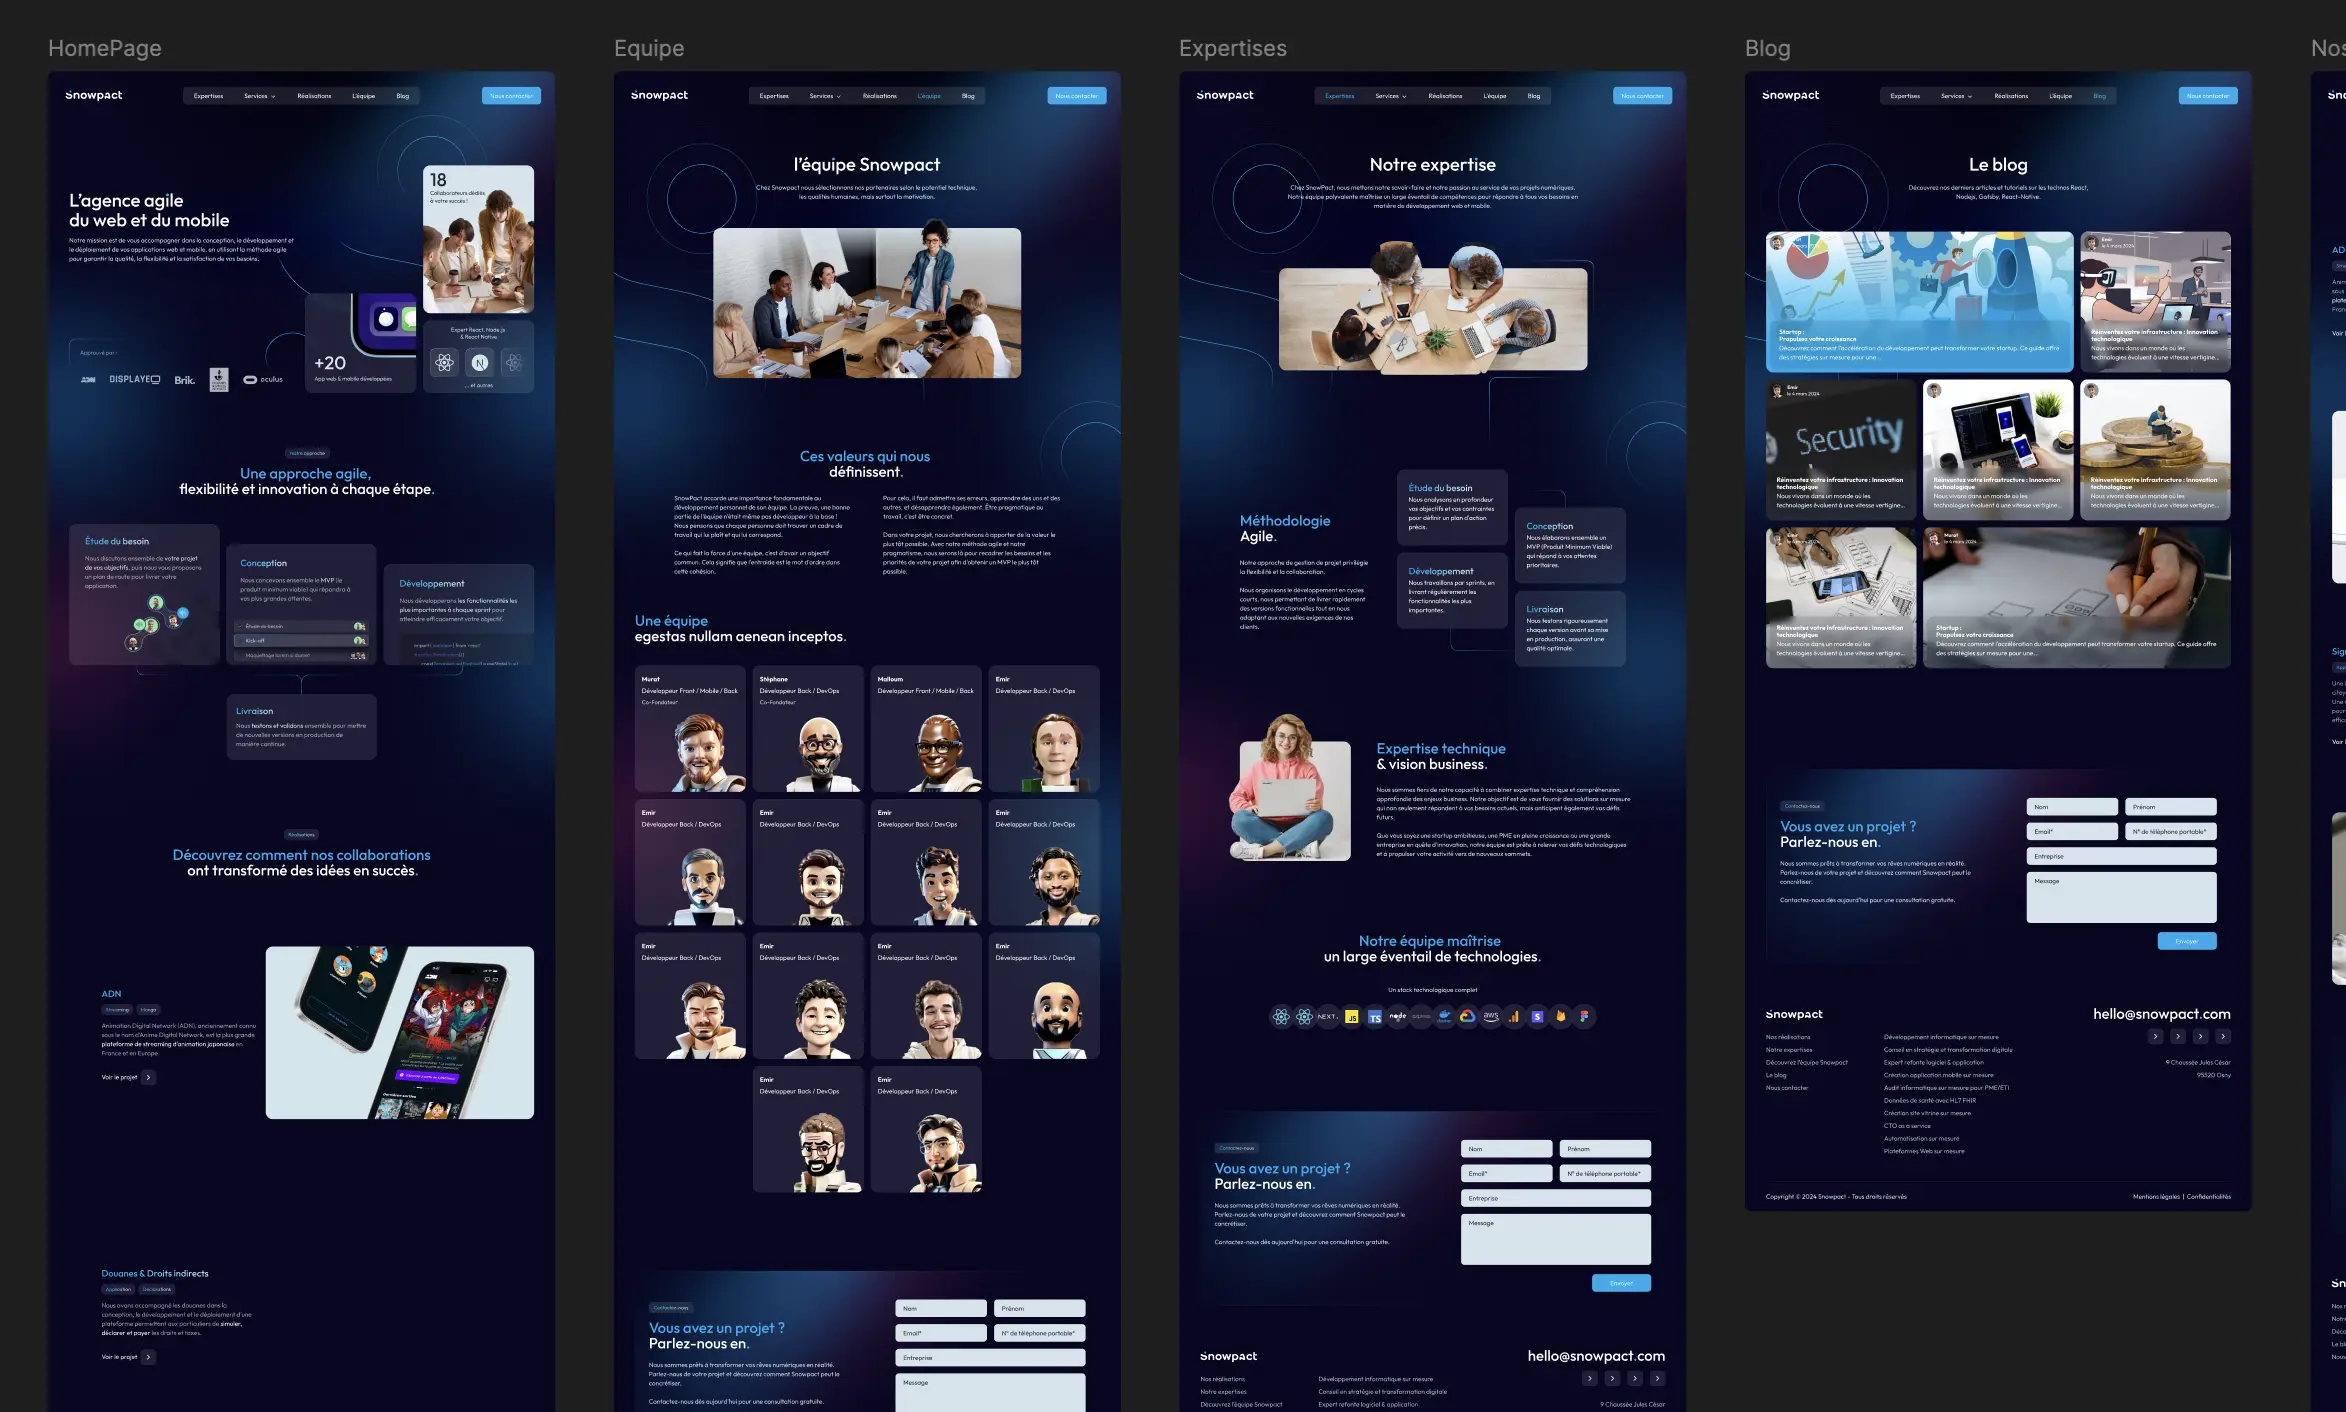 HomePage
Snowpact
Expertises
Services
Réalisations
L'équipe
Blog
Nous contacter
L'agence agile
du web et du mobile
Notre mission est de vous accompagner dans la conception, le développement et
le déploiement de vos applications web et mobile, en utilisant la méthode agile
pour garantir la qualité, la flexibilité et la satisfaction de vos besoins.
18
Collaborateurs dédiés
à votre succès !
Approuvé par :
ADN
DISPLAYED
Brik.
oculus
+20
App web & mobile développées
Expert React, Node.js
& React Native
... et autres
Notre approche
Une approche agile,
flexibilité et innovation à chaque étape.
Étude du besoin
Nous discutons ensemble de votre projet
de vos objectifs, puis nous vous proposons
un plan de route pour livrer votre
application.
Conception
Nous concevons ensemble le MVP (le
produit minimum viable) qui répondra à
vos plus grandes attentes.
Étude du besoin
Kick-off
Développement
Nous développerons les fonctionnalités les
plus importantes à chaque sprint pour
atteindre efficacement votre objectif.
Livraison
Nous testons et validons ensemble pour mettre
de nouvelles versions en production de
manière continue
Réalisations
Découvrez comment nos collaborations
ont transformé des idées en succès.
ADN
Streaming
Manga
Animation Digital Network (ADN), anciennement connu
sous le nom d'Anime Digital Network, est la plus grande
plateforme de streaming d'animation japonaise en
France et en Europe.
Voir le projet
Douanes & Droits indirects
Application
Déclarations
Nous avons accompagné les douanes dans la
conception, le développement et le déploiement d'une
plateforme permettant aux particuliers de simuler,
déclarer et payer les droits et taxes.
Voir le projet
Equipe
Snowpact
Expertises
Services
Réalisations
L'équipe
Blog
Nous contacter
l'équipe Snowpact
Chez Snowpact nous sélectionnons nos partenaires selon le potentiel technique,
les qualités humaines, mais surtout la motivation.
Ces valeurs qui nous
définissent.
SnowPact accorde une importance fondamentale au
développement personnel de son équipe. La preuve, une bonne
partie de l'équipe n'était même pas développeur à la base !
Nous pensons que chaque personne doit trouver un cadre de
travail qui lui plaît et qui lui correspond.
Ce qui fait la force d'une équipe, c'est d'avoir un objectif
commun. Cela signifie que l'entraide est le mot d'ordre dans
cette cohésion.
Pour cela, il faut admettre ses erreurs, apprendre des uns et des
autres, et désapprendre également. Être pragmatique au
travail, c'est être concret.
Dans votre projet, nous chercherons à apporter de la valeur le
plus tôt possible. Avec notre méthode agile et notre
pragmatisme, nous serons là pour recadrer les besoins et les
priorités de votre projet afin d'obtenir un MVP le plus tôt
possible.
Une équipe
egestas nullam aenean inceptos.
Murat
Développeur Front / Mobile / Back
Co-Fondateur
Stéphane
Développeur Back / DevOps
Co-Fondateur
Malloum
Développeur Front / Mobile / Back
Emir
Développeur Back / DevOps
Emir
Développeur Back / DevOps
Emir
Développeur Back / DevOps
Emir
Développeur Back / DevOps
Emir
Développeur Back / DevOps
Emir
Développeur Back / DevOps
Emir
Développeur Back / DevOps
Emir
Développeur Back / DevOps
Emir
Développeur Back / DevOps
Emir
Développeur Back / DevOps
Emir
Développeur Back / DevOps
Contactez-nous
Vous avez un projet ?
Parlez-nous en.
Nous sommes prêts à transformer vos rêves numériques en réalité.
Parlez-nous de votre projet et découvrez comment Snowpact peut le
concrétiser.
Contactez-nous dès aujourd'hui pour une consultation gratuite.
Nom
Prénom
Email*
N° de téléphone portable*
Entreprise
Message
Expertises
Snowpact
Expertises
Services
Réalisations
L'équipe
Blog
Nous contacter
Notre expertise
Chez SnowPact, nous mettons notre savoir-faire et notre passion au service de vos projets numériques.
Notre équipe polyvalente maîtrise un large éventail de compétences pour répondre à tous vos besoins en
matière de développement web et mobile.
Méthodologie
Agile.
Notre approche de gestion de projet privilégie
la flexibilité et la collaboration.
Nous organisons le développement en cycles
courts, nous permettant de livrer rapidement
des versions fonctionnelles tout en nous
adaptant aux nouvelles exigences de nos
clients.
Étude du besoin
Nous analysons en profondeur
vos objectifs et vos contraintes
pour définir un plan d'action
précis.
Conception
Nous élaborons ensemble un
MVP (Produit Minimum Viable)
qui répond à vos attentes
prioritaires.
Développement
Nous travaillons par sprints, en
livrant régulièrement les
fonctionnalités les plus
importantes.
Livraison
Nous testons rigoureusement
chaque version avant sa mise
en production, assurant une
qualité optimale.
Expertise technique
& vision business.
Nous sommes fiers de notre capacité à combiner expertise technique et compréhension
approfondie des enjeux business. Notre objectif est de vous fournir des solutions sur mesure
qui non seulement répondent à vos besoins actuels, mais anticipent également vos défis
futurs.
Que vous soyez une startup ambitieuse, une PME en pleine croissance ou une grande
entreprise en quête d'innovation, notre équipe est prête à relever vos défis technologiques
et à propulser votre activité vers de nouveaux sommets.
Notre équipe maîtrise
un large éventail de technologies.
Un stack technologique complet
NEXT.
JS
TS
node
express
docker
aws
S
Contactez-nous
Vous avez un projet ?
Parlez-nous en.
Nous sommes prêts à transformer vos rêves numériques en réalité.
Parlez-nous de votre projet et découvrez comment Snowpact peut le
concrétiser.
Contactez-nous dès aujourd'hui pour une consultation gratuite.
Nom
Prénom
Email*
N° de téléphone portable*
Entreprise
Message
Envoyer
Snowpact
Nos réalisations
Notre expertises
Découvrez l'équipe Snowpact
Développement informatique sur mesure
Conseil en stratégie et transformation digitale
Expert refonte logiciel & application
hello@snowpact.com
9 Chaussée Jules César
Blog
Snowpact
Expertises
Services
Réalisations
L'équipe
Blog
Nous contacter
Le blog
Découvrez nos derniers articles et tutoriels sur les technos React,
Nodejs, Gatsby, React-Native.
Startup :
Propulsez votre croissance
Découvrez comment l'accélération du développement peut transformer votre startup. Ce guide offre
des stratégies sur mesure pour une...
Emir
le 4 mars 2024
Réinventez votre infrastructure : Innovation
technologique
Nous vivons dans un monde où les
technologies évoluent à une vitesse vertigine...
Emir
le 4 mars 2024
Security
Réinventez votre infrastructure : Innovation
technologique
Nous vivons dans un monde où les
technologies évoluent à une vitesse vertigine...
Réinventez votre infrastructure : Innovation
technologique
Nous vivons dans un monde où les
technologies évoluent à une vitesse vertigine...
Réinventez votre infrastructure : Innovation
technologique
Nous vivons dans un monde où les
technologies évoluent à une vitesse vertigine...
Emir
le 4 mars 2024
Réinventez votre infrastructure : Innovation
technologique
Nous vivons dans un monde où les
technologies évoluent à une vitesse vertigine...
Murat
le 4 mars 2024
Startup :
Propulsez votre croissance
Découvrez comment l'accélération du développement peut transformer votre startup. Ce guide offre
des stratégies sur mesure pour une...
Contactez-nous
Vous avez un projet ?
Parlez-nous en.
Nous sommes prêts à transformer vos rêves numériques en réalité.
Parlez-nous de votre projet et découvrez comment Snowpact peut le
concrétiser.
Contactez-nous dès aujourd'hui pour une consultation gratuite.
Nom
Prénom
Email*
N° de téléphone portable*
Entreprise
Message
Envoyer
Snowpact
Nos réalisations
Notre expertises
Découvrez l'équipe Snowpact
Le blog
Nous contacter
Développement informatique sur mesure
Conseil en stratégie et transformation digitale
Expert refonte logiciel & application
Création application mobile sur mesure
Audit informatique sur mesure pour PME/ETI
Données de santé avec HL7 FHIR
Création site vitrine sur mesure
CTO as a service
Automatisation sur mesure
Plateformes Web sur mesure
hello@snowpact.com
9 Chaussée Jules César
95520 Osny
Copyright © 2024 Snowpact - Tous droits réservés
Mentions légales | Confidentialités
Nos